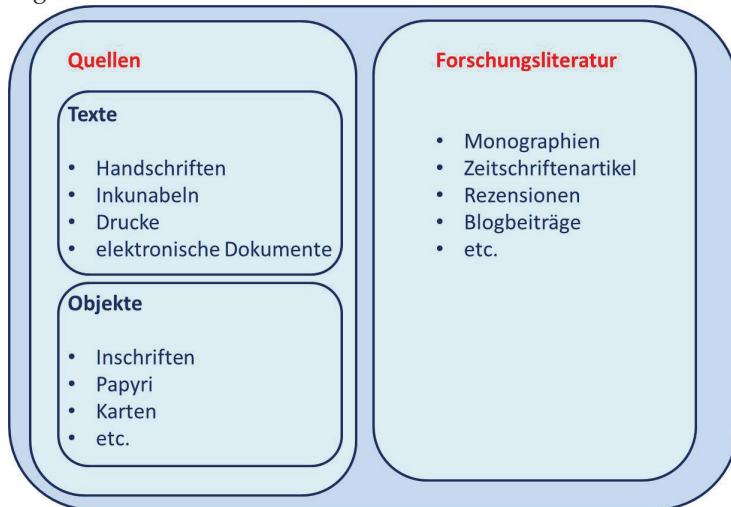 Quellen
Texte
• Handschriften
• Inkunabeln
• Drucke
• elektronische Dokumente
Objekte
• Inschriften
• Papyri
• Karten
• etc.
Forschungsliteratur
• Monographien
• Zeitschriftenartikel
• Rezensionen
• Blogbeiträge
• etc.